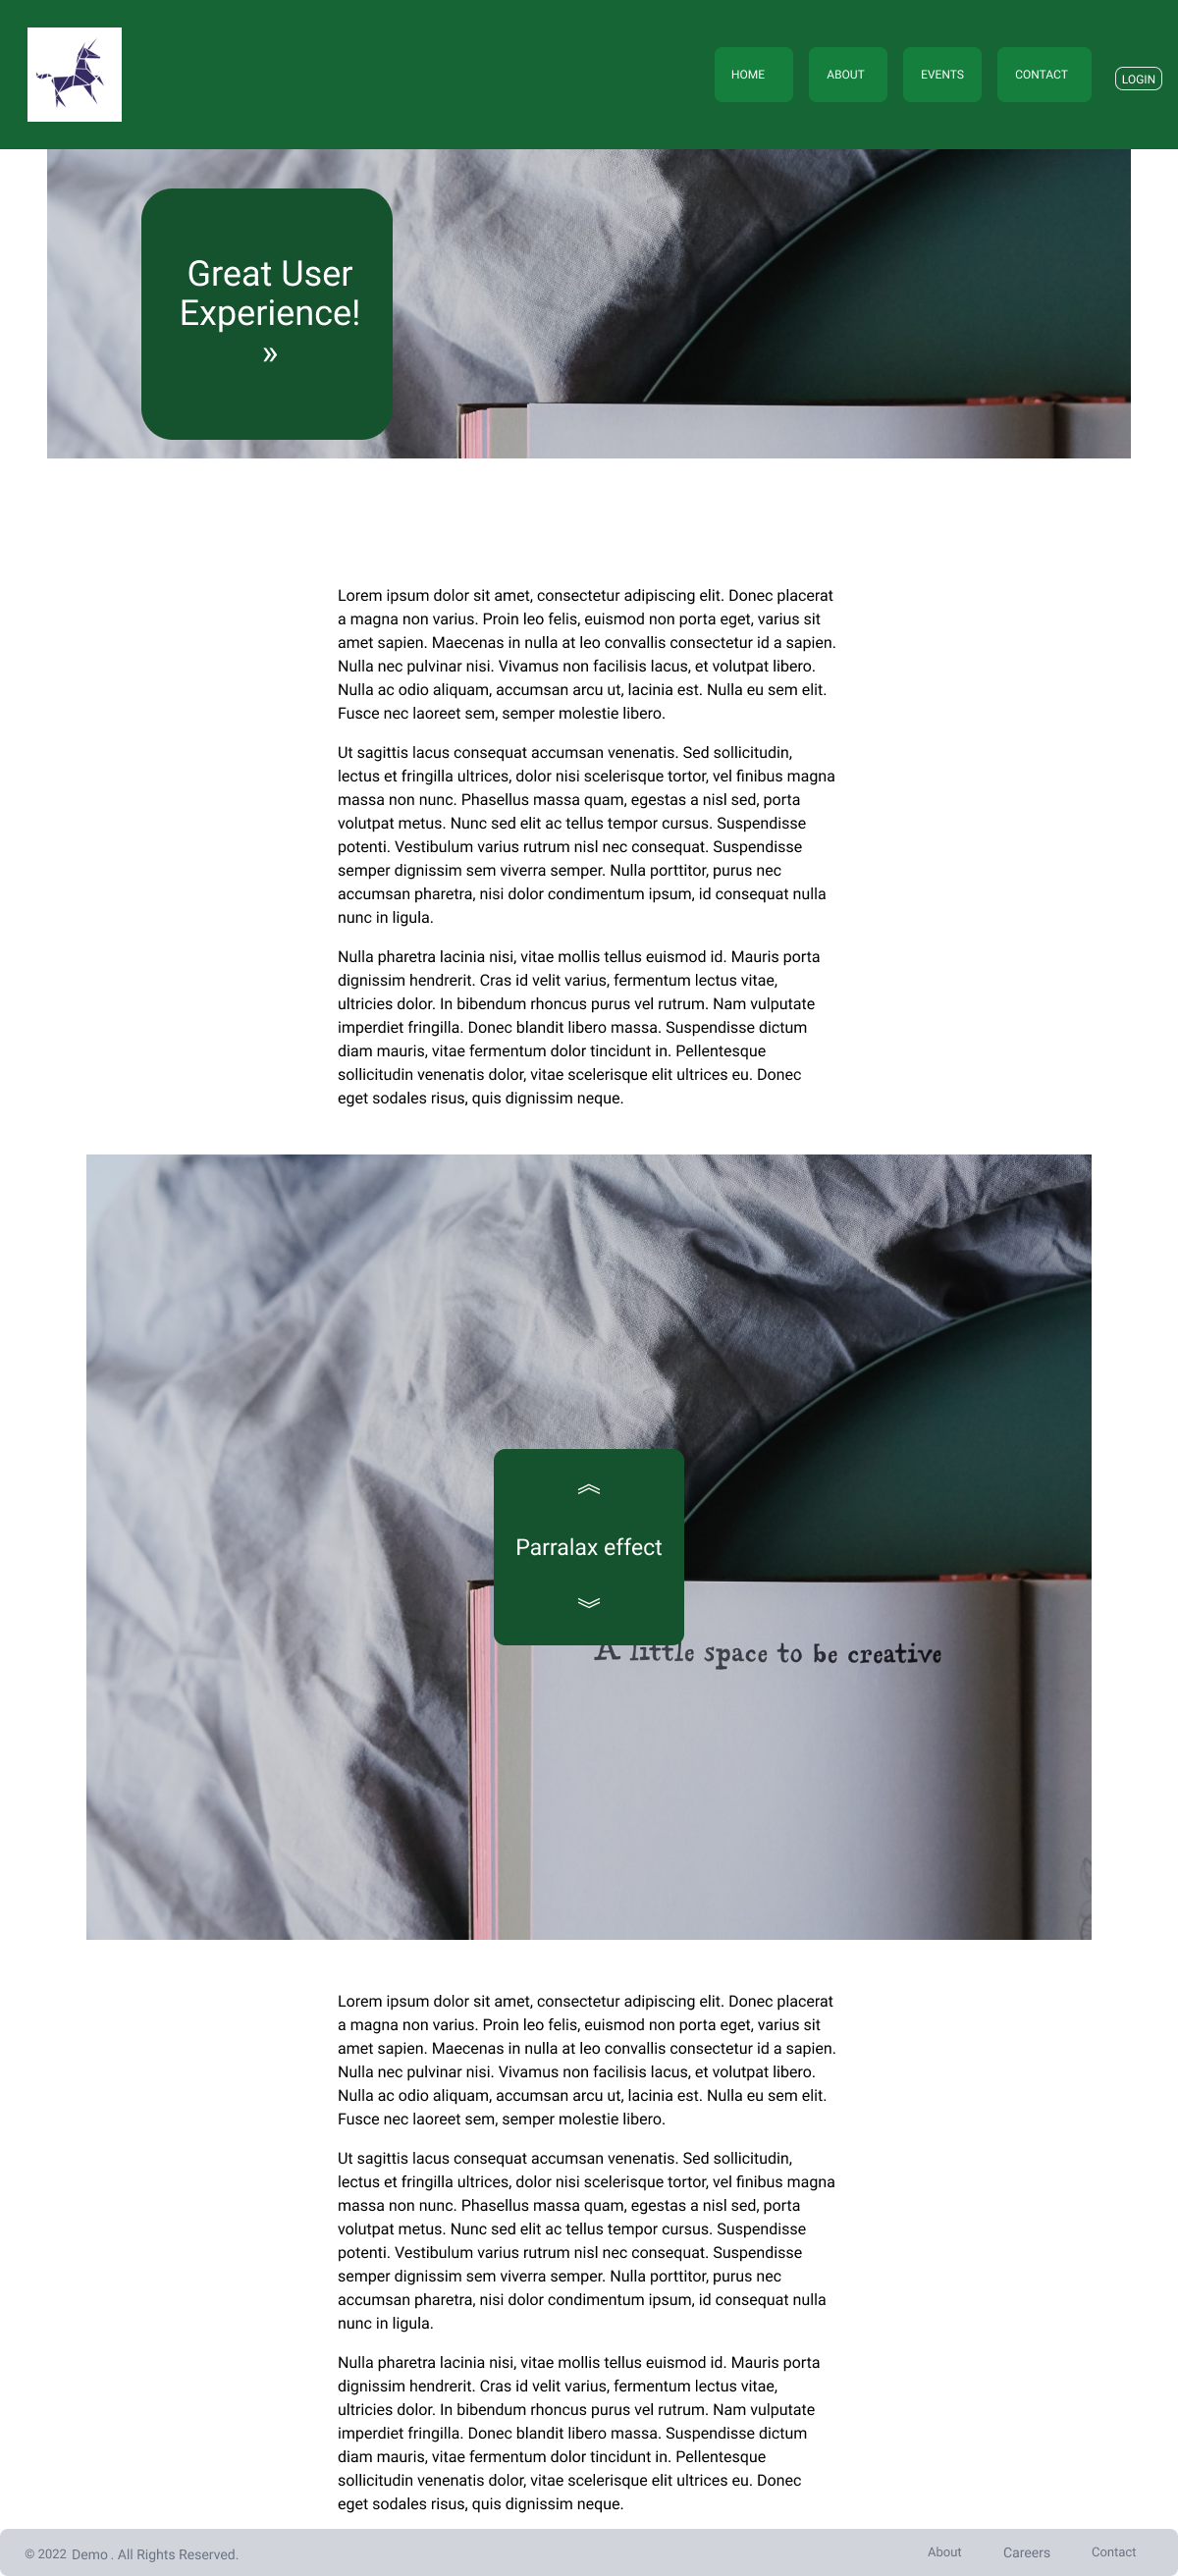 HOME ABOUT EVENTS CONTACT LOGIN
Great User
Experience!
»
Lorem ipsum dolor sit amet, consectetur adipiscing elit. Donec placerat
a magna non varius. Proin leo felis, euismod non porta eget, varius sit
amet sapien. Maecenas in nulla at leo convallis consectetur id a sapien.
Nulla nec pulvinar nisi. Vivamus non facilisis lacus, et volutpat libero.
Nulla ac odio aliquam, accumsan arcu ut, lacinia est. Nulla eu sem elit.
Fusce nec laoreet sem, semper molestie libero.
Ut sagittis lacus consequat accumsan venenatis. Sed sollicitudin,
lectus et fringilla ultrices, dolor nisi scelerisque tortor, vel finibus magna
massa non nunc. Phasellus massa quam, egestas a nisl sed, porta
volutpat metus. Nunc sed elit ac tellus tempor cursus. Suspendisse
potenti. Vestibulum varius rutrum nisl nec consequat. Suspendisse
semper dignissim sem viverra semper. Nulla porttitor, purus nec
accumsan pharetra, nisi dolor condimentum ipsum, id consequat nulla
nunc in ligula.
Nulla pharetra lacinia nisi, vitae mollis tellus euismod id. Mauris porta
dignissim hendrerit. Cras id velit varius, fermentum lectus vitae,
ultricies dolor. In bibendum rhoncus purus vel rutrum. Nam vulputate
imperdiet fringilla. Donec blandit libero massa. Suspendisse dictum
diam mauris, vitae fermentum dolor tincidunt in. Pellentesque
sollicitudin venenatis dolor, vitae scelerisque elit ultrices eu. Donec
eget sodales risus, quis dignissim neque.
Parralax effect
A little space to be creative
Lorem ipsum dolor sit amet, consectetur adipiscing elit. Donec placerat
a magna non varius. Proin leo felis, euismod non porta eget, varius sit
amet sapien. Maecenas in nulla at leo convallis consectetur id a sapien.
Nulla nec pulvinar nisi. Vivamus non facilisis lacus, et volutpat libero.
Nulla ac odio aliquam, accumsan arcu ut, lacinia est. Nulla eu sem elit.
Fusce nec laoreet sem, semper molestie libero.
Ut sagittis lacus consequat accumsan venenatis. Sed sollicitudin,
lectus et fringilla ultrices, dolor nisi scelerisque tortor, vel finibus magna
massa non nunc. Phasellus massa quam, egestas a nisl sed, porta
volutpat metus. Nunc sed elit ac tellus tempor cursus. Suspendisse
potenti. Vestibulum varius rutrum nisl nec consequat. Suspendisse
semper dignissim sem viverra semper. Nulla porttitor, purus nec
accumsan pharetra, nisi dolor condimentum ipsum, id consequat nulla
nunc in ligula.
Nulla pharetra lacinia nisi, vitae mollis tellus euismod id. Mauris porta
dignissim hendrerit. Cras id velit varius, fermentum lectus vitae,
ultricies dolor. In bibendum rhoncus purus vel rutrum. Nam vulputate
imperdiet fringilla. Donec blandit libero massa. Suspendisse dictum
diam mauris, vitae fermentum dolor tincidunt in. Pellentesque
sollicitudin venenatis dolor, vitae scelerisque elit ultrices eu. Donec
eget sodales risus, quis dignissim neque.
© 2022 Demo . All Rights Reserved. About Careers Contact